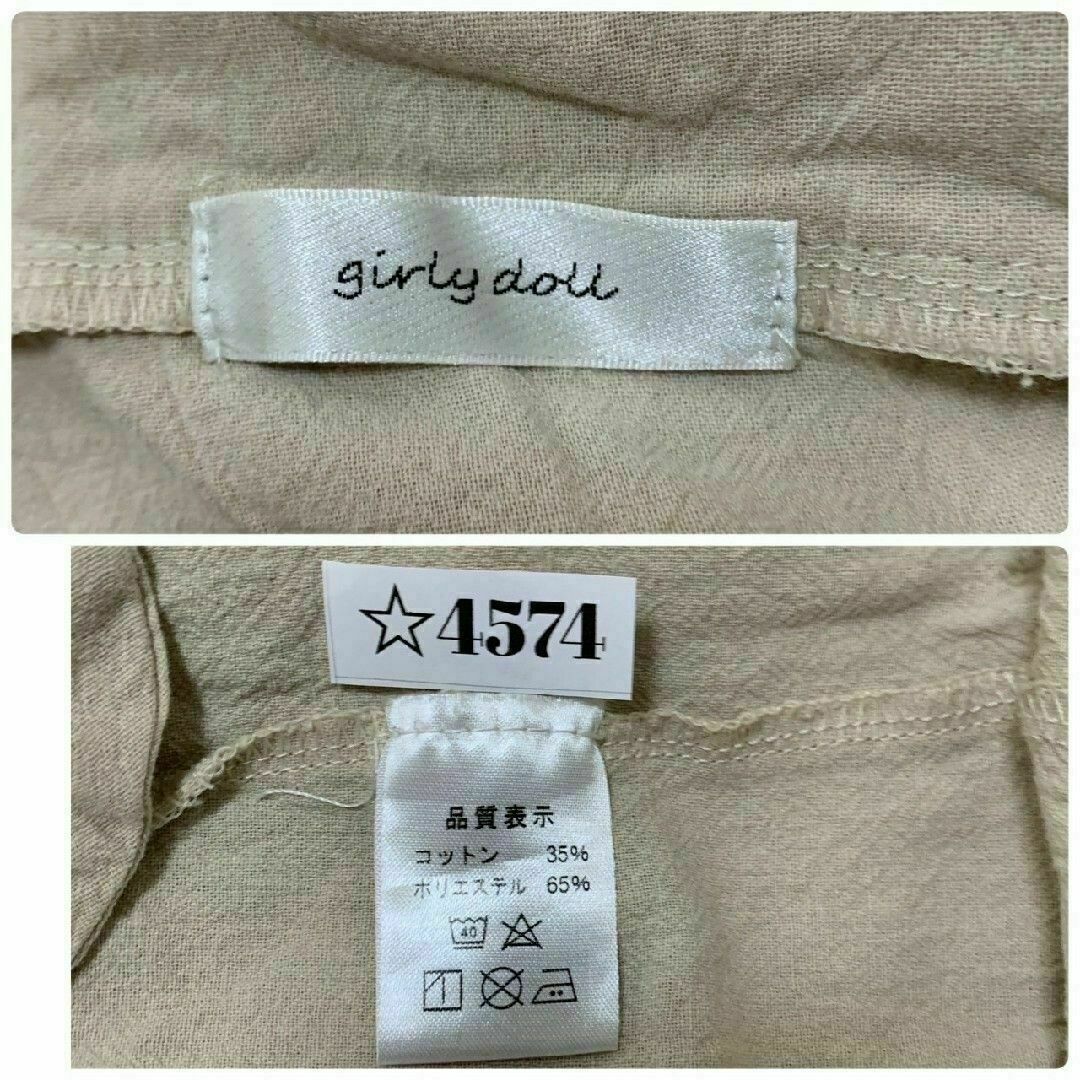 girly doll
☆4574
品質表示
コットン 35%
ポリエステル 65%
40